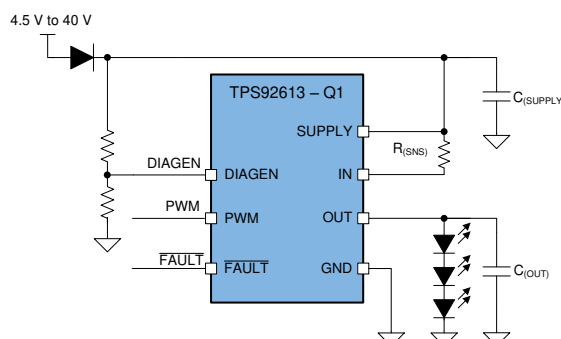 4.5 V to 40 V
TPS92613 – Q1
SUPPLY
C(SUPPLY
R(SNS)
DIAGEN
DIAGEN
IN
PWM
PWM
OUT
FAULT
FAULT
GND
C(OUT)